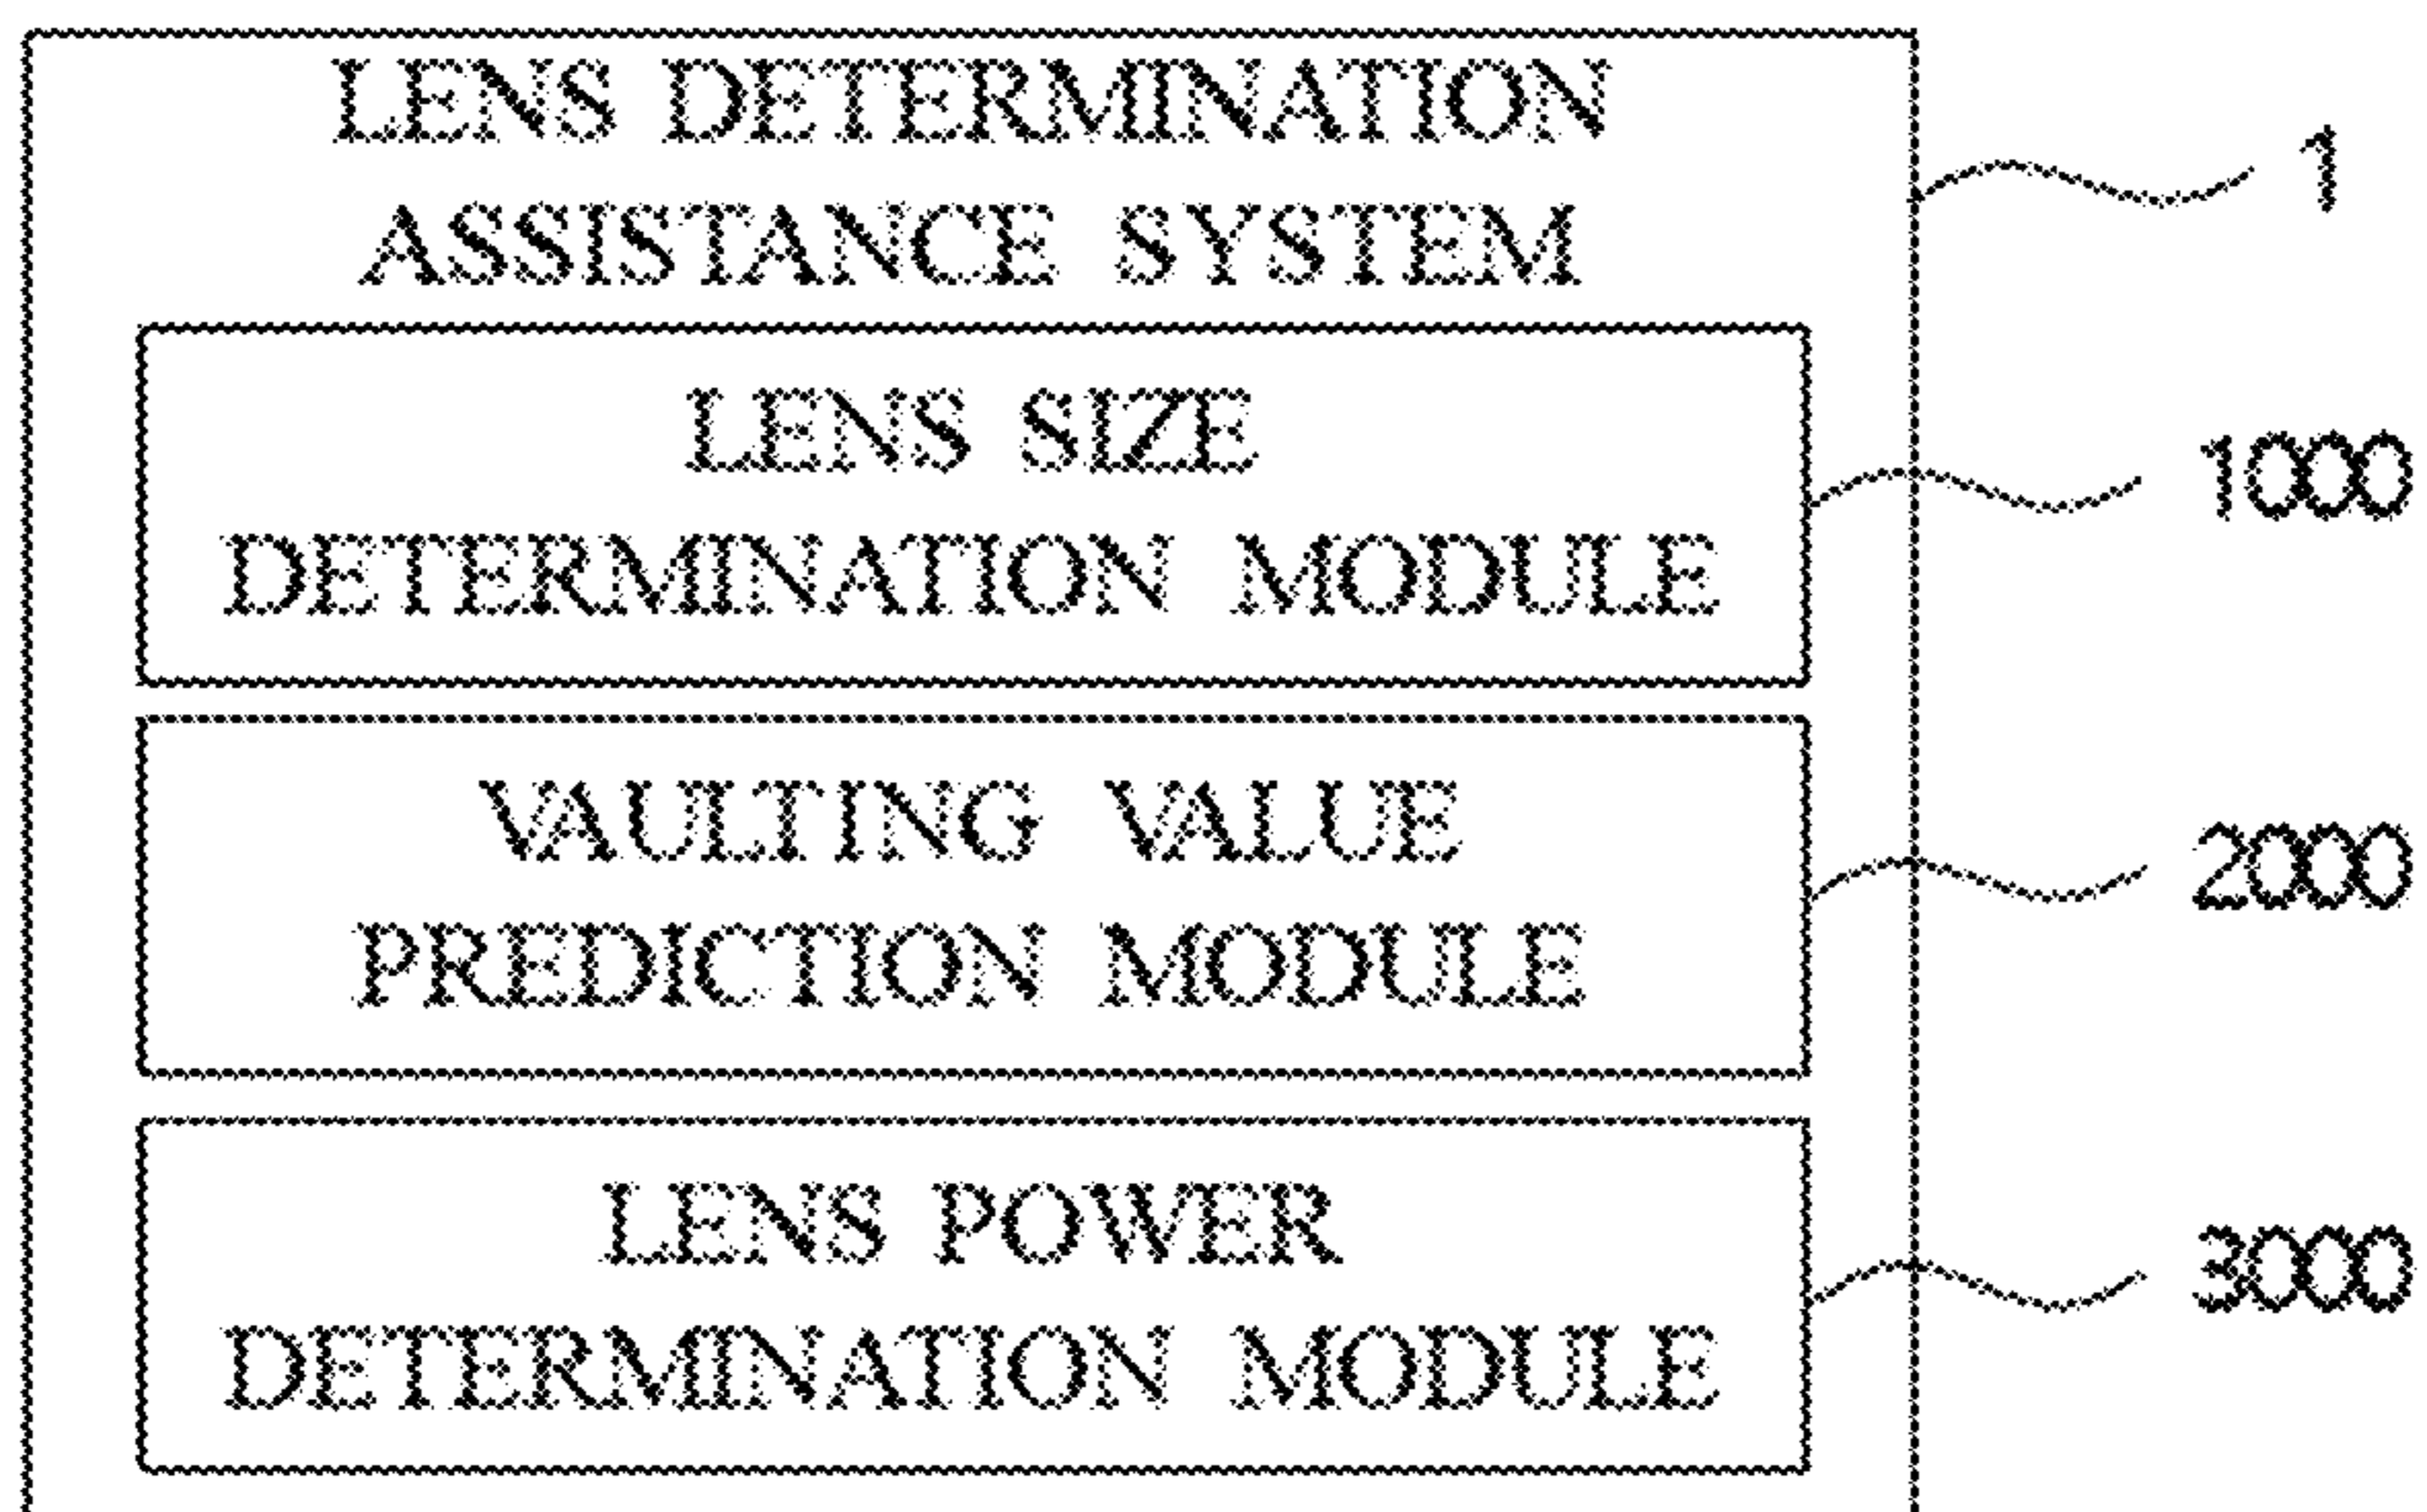 LENS DETERMINATION
ASSISTANCE SYSTEM
1
LENS SIZE
DETERMINATION MODULE
1000
VAULTING VALUE
PREDICTION MODULE
2000
LENS POWER
DETERMINATION MODULE
3000